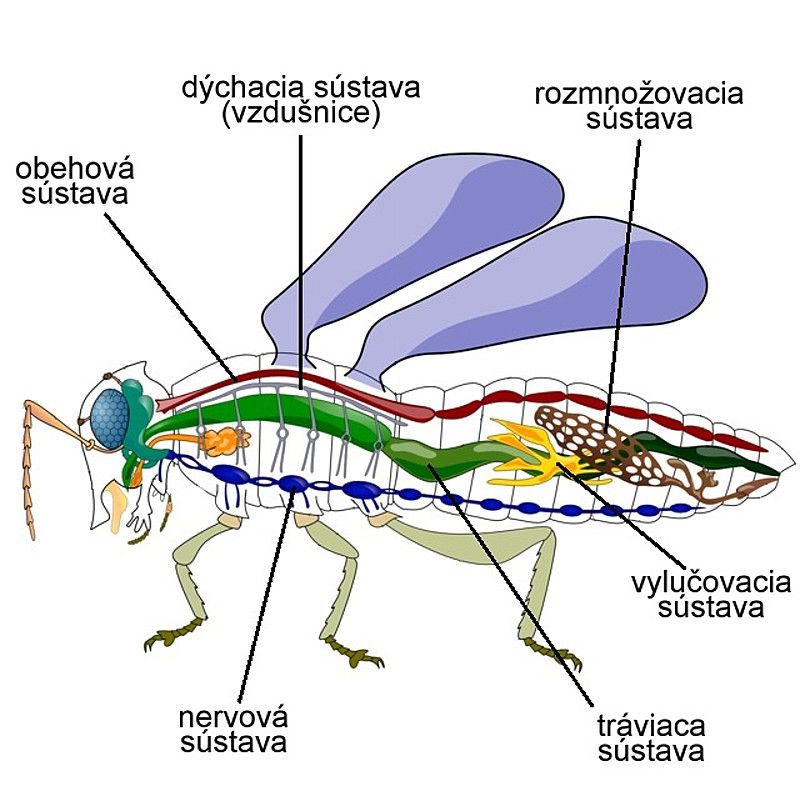 dýchacia sústava
(vzdušnice)
rozmnožovacia
sústava
obehová
sústava
vylučovacia
sústava
nervová
sústava
tráviaca
sústava